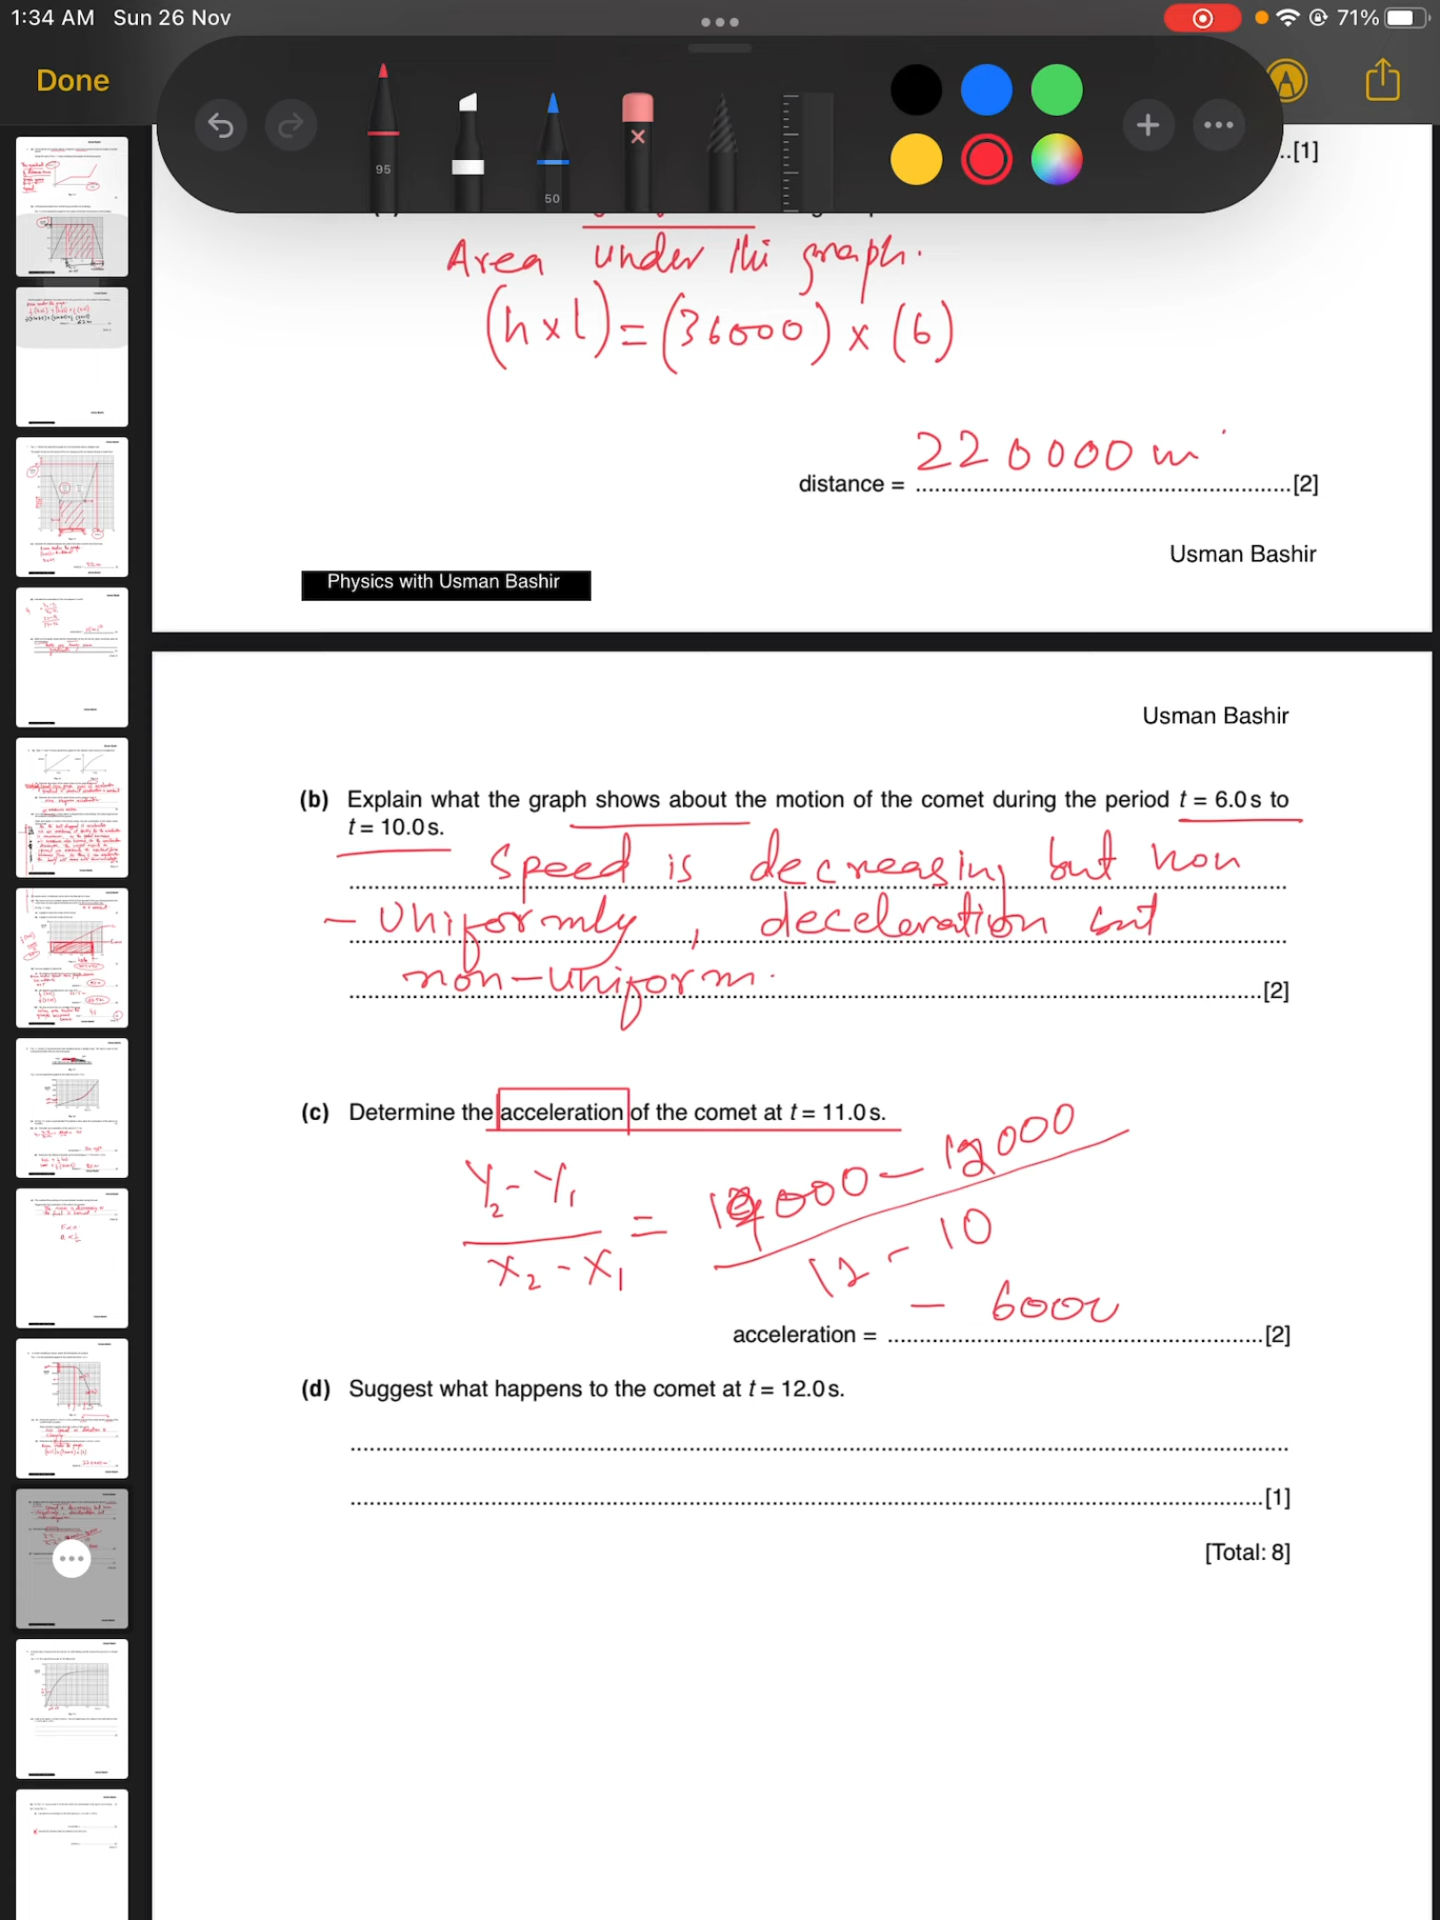 1:34 AM Sun 26 Nov
71%
Done
95
50
..[1]
Area under the graph.
(h x l) = (36000) x (6)
220000 m
distance = ....................[2]
Usman Bashir
Physics with Usman Bashir
Usman Bashir
(b) Explain what the graph shows about the motion of the comet during the period t = 6.0 s to
t = 10.0 s.
Speed is decreasing but non
- Uniformly, deceleration but
non-uniform.
[2]
(c) Determine the acceleration of the comet at t = 11.0 s.
Y2 - Y1
X2 - X1
=
12 - 10
- 6000
acceleration = ....................[2]
(d) Suggest what happens to the comet at t = 12.0 s.
[1]
[Total: 8]